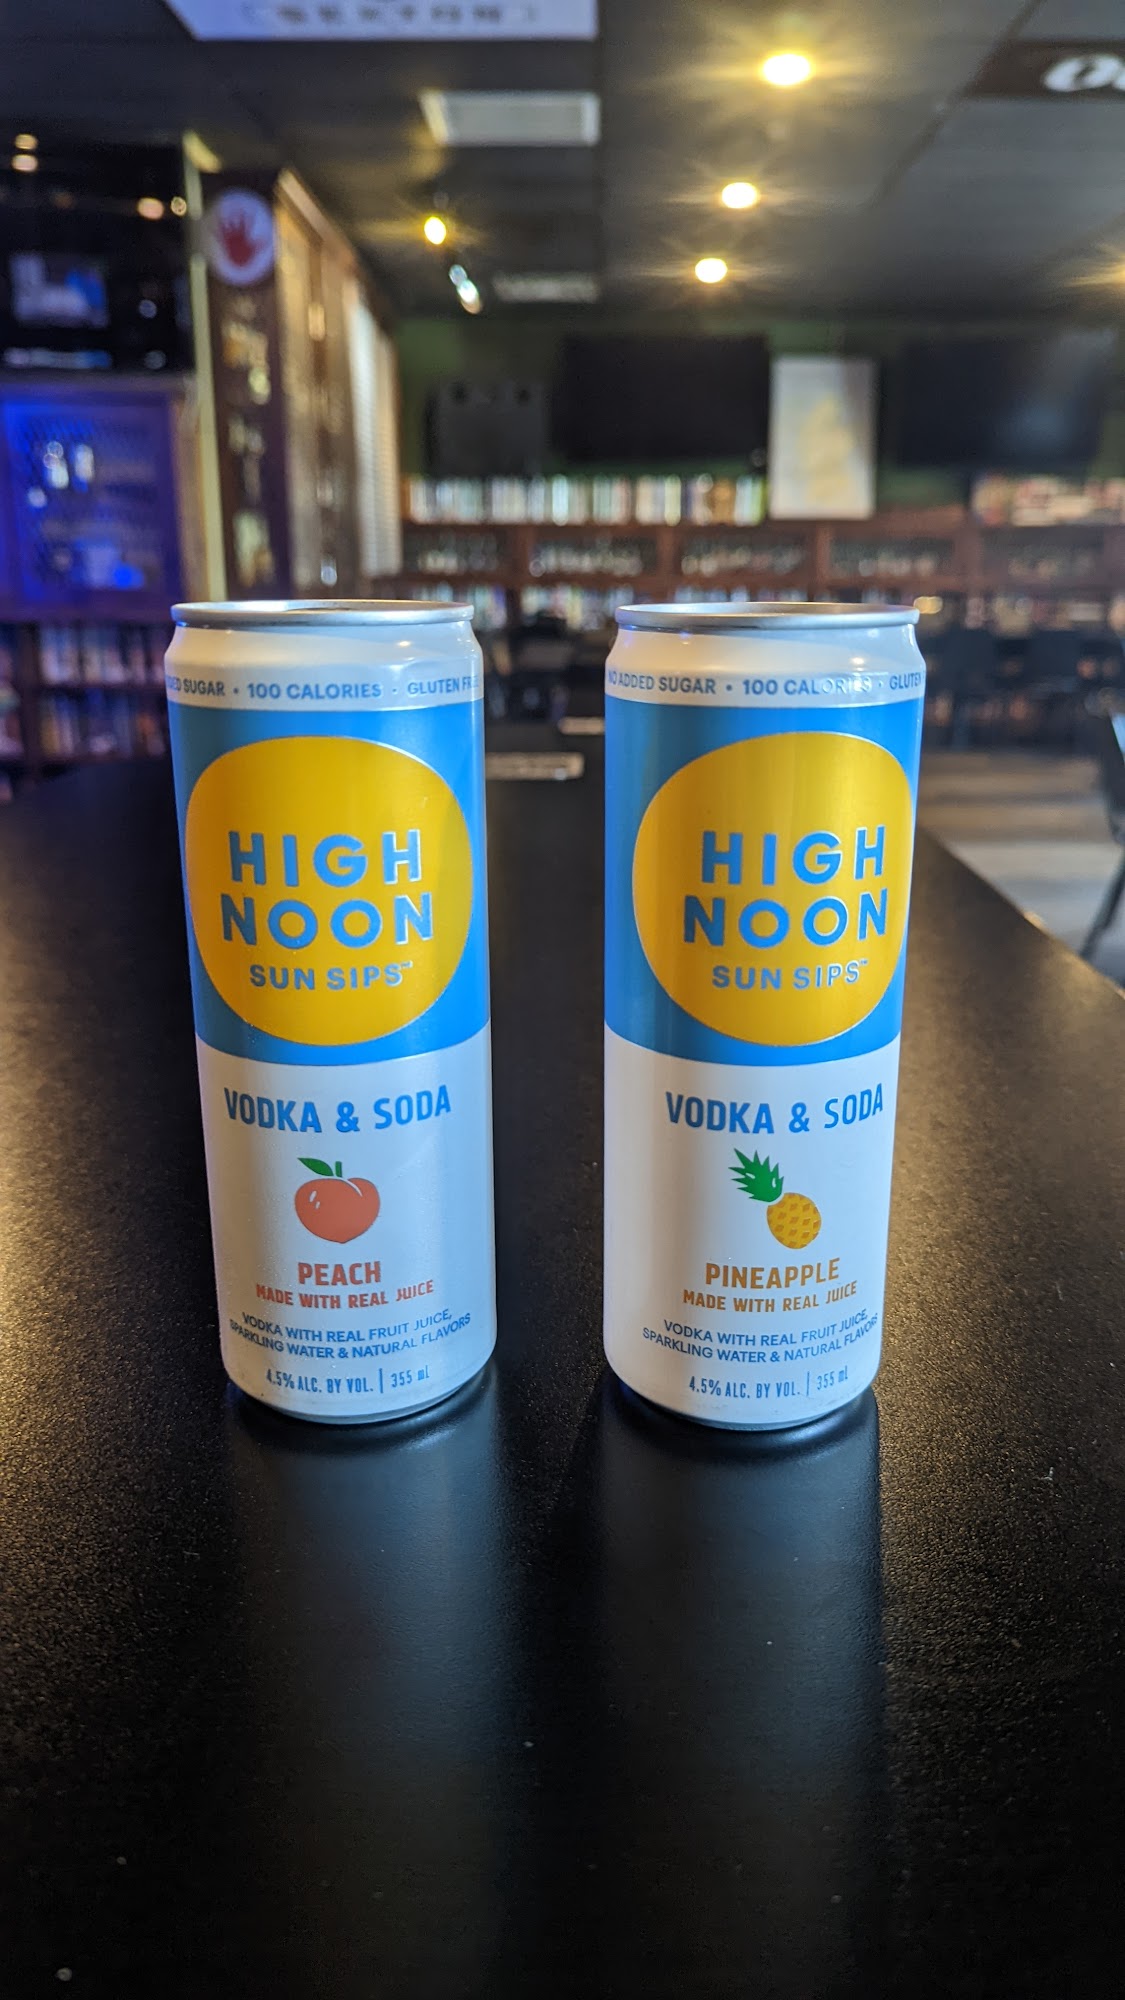 DED SUGAR • 100 CALORIES • GLUTEN FRE
HIGH
NOON
SUN SIPS™
VODKA & SODA
PEACH
MADE WITH REAL JUICE
VODKA WITH REAL FRUIT JUICE,
SPARKLING WATER & NATURAL FLAVORS
4.5% ALC. BY VOL. | 355 mL
NO ADDED SUGAR • 100 CALORIES • GLUTEN
HIGH
NOON
SUN SIPS™
VODKA & SODA
PINEAPPLE
MADE WITH REAL JUICE
VODKA WITH REAL FRUIT JUICE,
SPARKLING WATER & NATURAL FLAVORS
4.5% ALC. BY VOL. | 355 mL